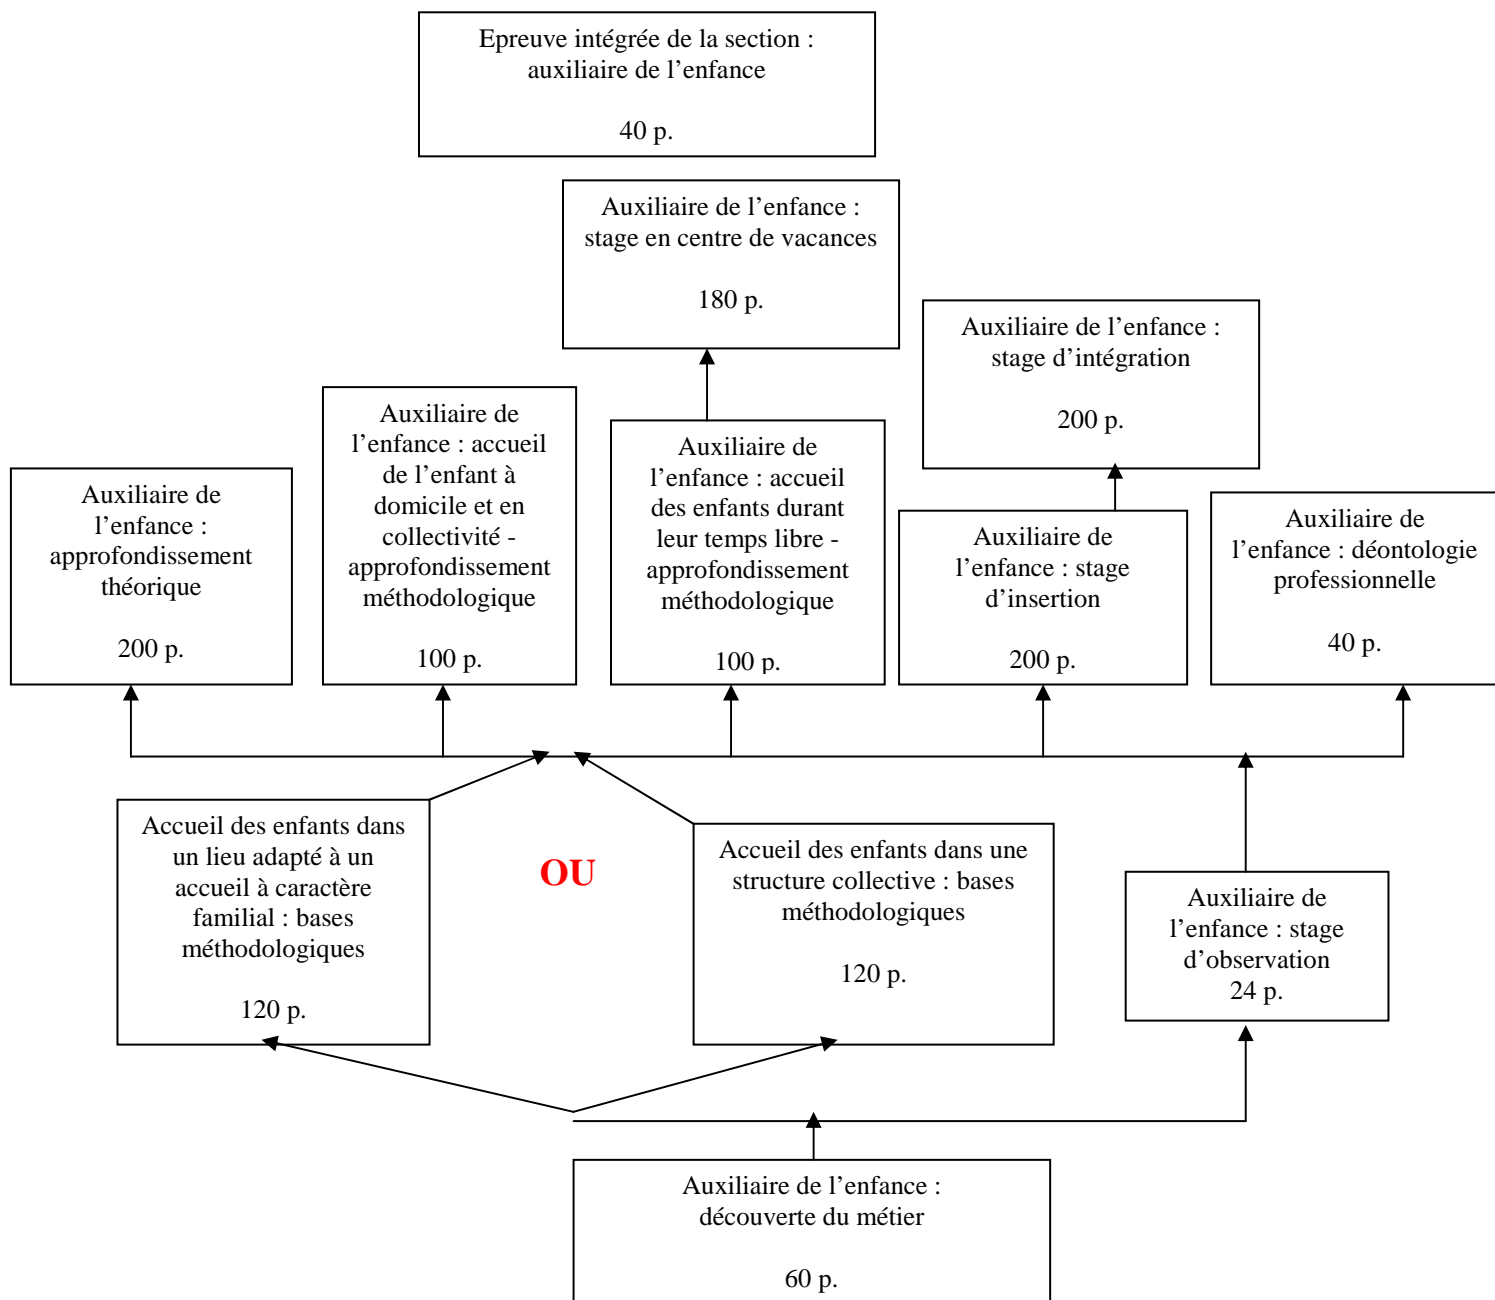 Epreuve intégrée de la section :
auxiliaire de l’enfance
40 p.
Auxiliaire de l’enfance :
stage en centre de vacances
180 p.
Auxiliaire de l’enfance :
stage d’intégration
200 p.
Auxiliaire de
l’enfance :
approfondissement
théorique
200 p.
Auxiliaire de
l’enfance : accueil
de l’enfant à
domicile et en
collectivité -
approfondissement
méthodologique
100 p.
Auxiliaire de
l’enfance : accueil
des enfants durant
leur temps libre -
approfondissement
méthodologique
100 p.
Auxiliaire de
l’enfance : stage
d’insertion
200 p.
Auxiliaire de
l’enfance : déontologie
professionnelle
40 p.
Accueil des enfants dans
un lieu adapté à un
accueil à caractère
familial : bases
méthodologiques
120 p.
OU
Accueil des enfants dans une
structure collective : bases
méthodologiques
120 p.
Auxiliaire de
l’enfance : stage
d’observation
24 p.
Auxiliaire de l’enfance :
découverte du métier
60 p.